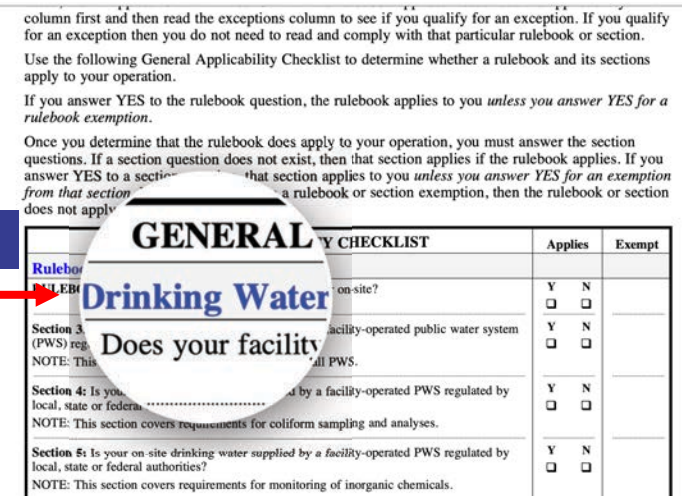 column first and then read the exceptions column to see if you qualify for an exception. If you qualify
for an exception then you do not need to read and comply with that particular rulebook or section.
Use the following General Applicability Checklist to determine whether a rulebook and its sections
apply to your operation.
If you answer YES to the rulebook question, the rulebook applies to you unless you answer YES for a
rulebook exemption.
Once you determine that the rulebook does apply to your operation, you must answer the section
questions. If a section question does not exist, then that section applies if the rulebook applies. If you
answer YES to a section that section applies to you unless you answer YES for an exemption
from that section a rulebook or section exemption, then the rulebook or section
does not apply
GENERAL Y CHECKLIST Applies Exempt
Drinking Water on-site? Y N
Does your facility
Section 3 facility-operated public water system Y N
(PWS)
NOTE: This all PWS.
Section 4: Is by a facility-operated PWS regulated by Y N
local, state or federal
NOTE: This section covers requirements for coliform sampling and analyses.
Section 5: Is your on-site drinking water supplied by a facility-operated PWS regulated by Y N
local, state or federal authorities?
NOTE: This section covers requirements for monitoring of inorganic chemicals.